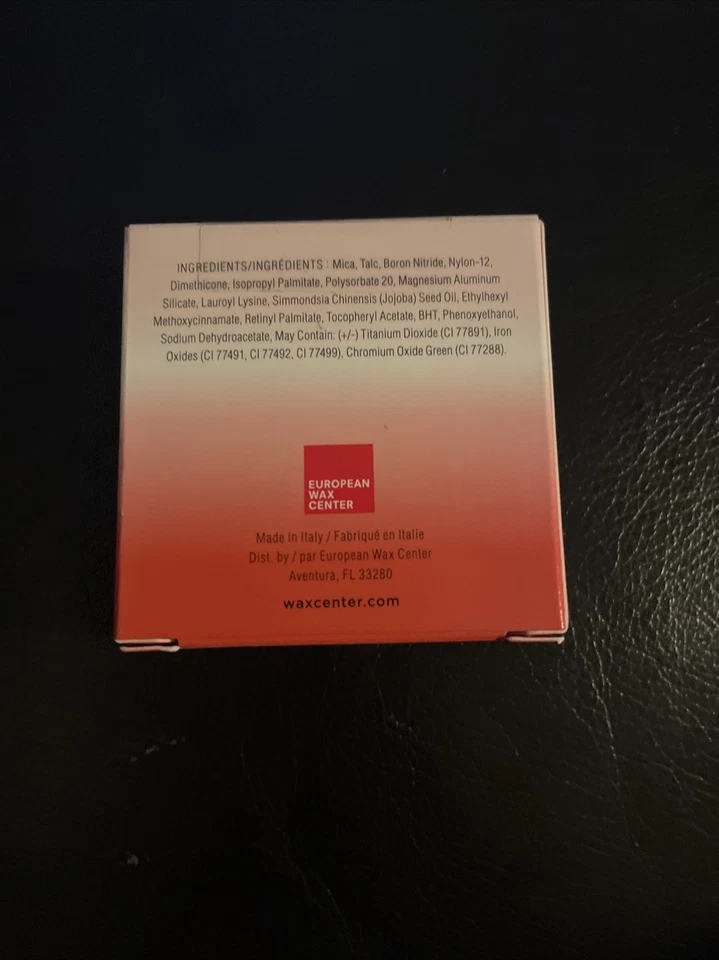 INGREDIENTS/INGRÉDIENTS : Mica, Talc, Boron Nitride, Nylon-12,
Dimethicone, Isopropyl Palmitate, Polysorbate 20, Magnesium Aluminum
Silicate, Lauroyl Lysine, Simmondsia Chinensis (Jojoba) Seed Oil, Ethylhexyl
Methoxycinnamate, Retinyl Palmitate, Tocopheryl Acetate, BHT, Phenoxyethanol,
Sodium Dehydroacetate, May Contain: (+/-) Titanium Dioxide (CI 77891), Iron
Oxides (CI 77491, CI 77492, CI 77499), Chromium Oxide Green (CI 77288).
EUROPEAN
WAX
CENTER
Made in Italy / Fabriqué en Italie
Dist. by / par European Wax Center
Aventura, FL 33280
waxcenter.com